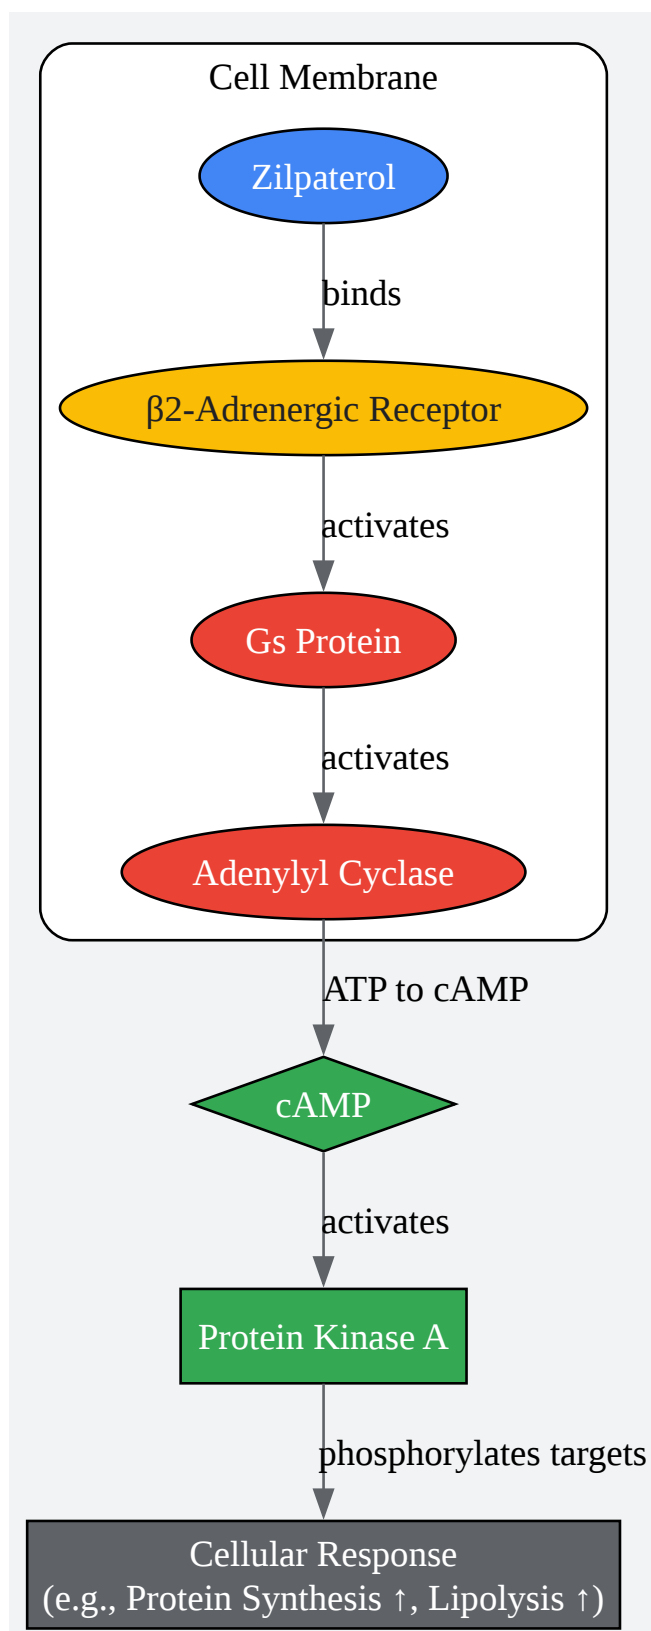 Cell Membrane
Zilpaterol
binds
β2-Adrenergic Receptor
activates
Gs Protein
activates
Adenylyl Cyclase
ATP to cAMP
cAMP
activates
Protein Kinase A
phosphorylates targets
Cellular Response
(e.g., Protein Synthesis ↑, Lipolysis ↑)